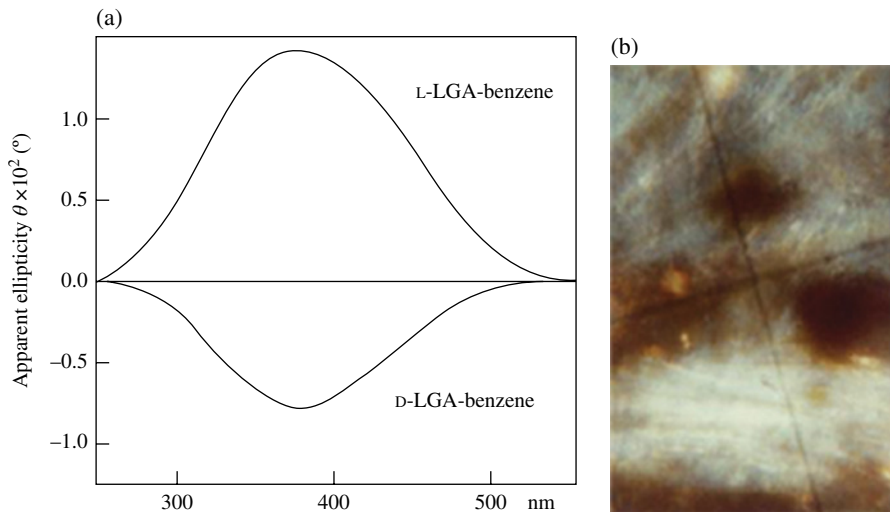 (a)
Apparent ellipticity θ ×10² (°)
1.0
0.5
0.0
–0.5
–1.0
L-LGA-benzene
D-LGA-benzene
300
400
500
nm
(b)